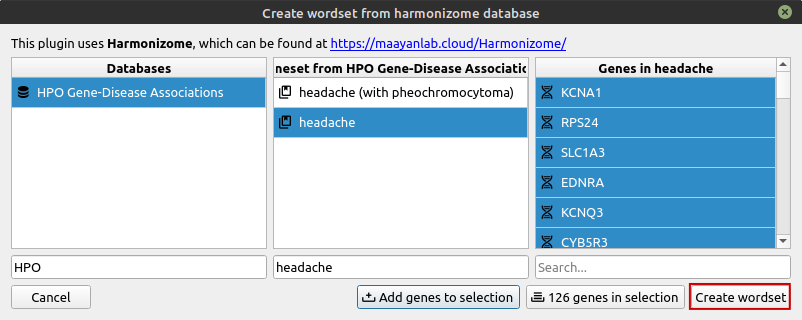 Create wordset from harmonizome database
This plugin uses Harmonizome, which can be found at https://maayanlab.cloud/Harmonizome/
Databases
neset from HPO Gene-Disease Associatio
Genes in headache
HPO Gene-Disease Associations
headache (with pheochromocytoma)
headache
KCNA1
RPS24
SLC1A3
EDNRA
KCNQ3
CYB5R3
HPO
headache
Search...
Cancel
Add genes to selection
126 genes in selection
Create wordset